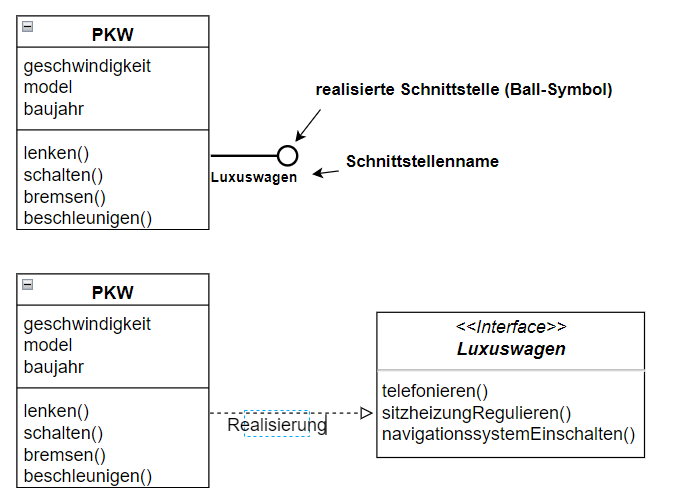 PKW
geschwindigkeit
model
baujahr
lenken()
schalten()
bremsen()
beschleunigen()
realisierte Schnittstelle (Ball-Symbol)
Schnittstellenname
Luxuswagen
PKW
geschwindigkeit
model
baujahr
lenken()
schalten()
bremsen()
beschleunigen()
Realisierung
<<Interface>>
Luxuswagen
telefonieren()
sitzheizungRegulieren()
navigationssystemEinschalten()